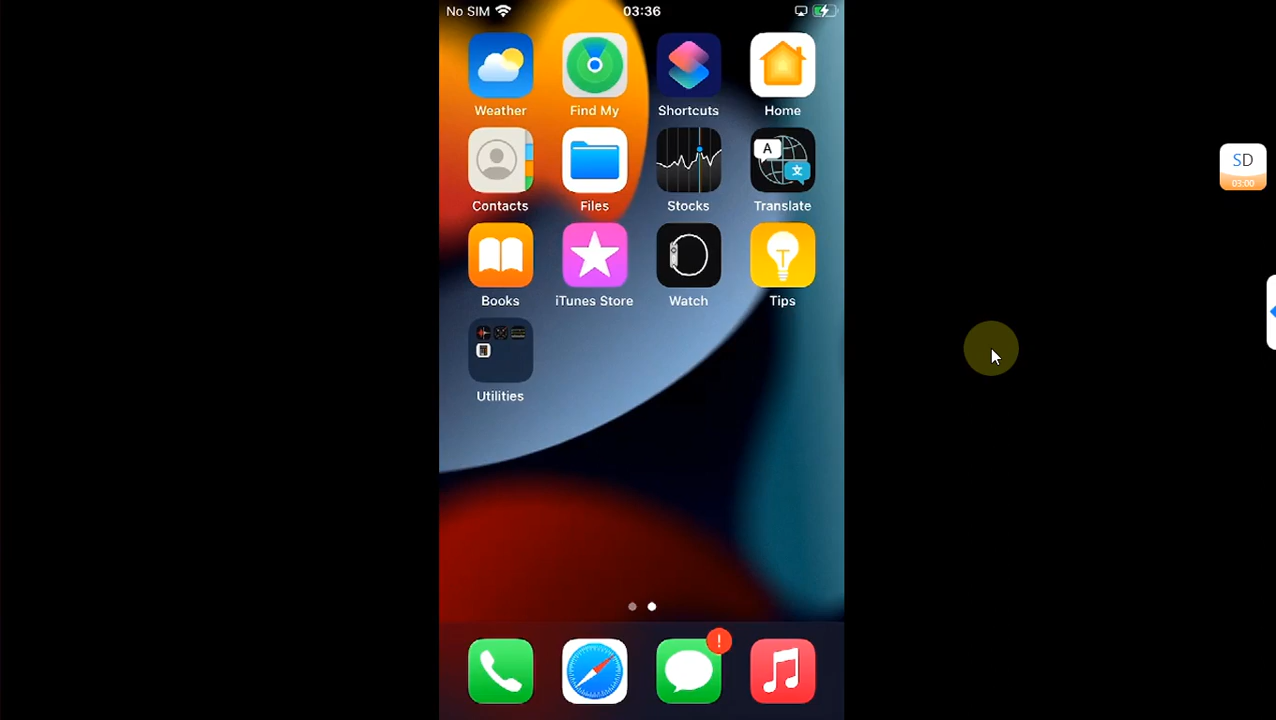 No SIM 03:36
Weather Find My Shortcuts Home
A
文
Contacts Files Stocks Translate
T
Books iTunes Store Watch Tips
Utilities
!
SD
03:00